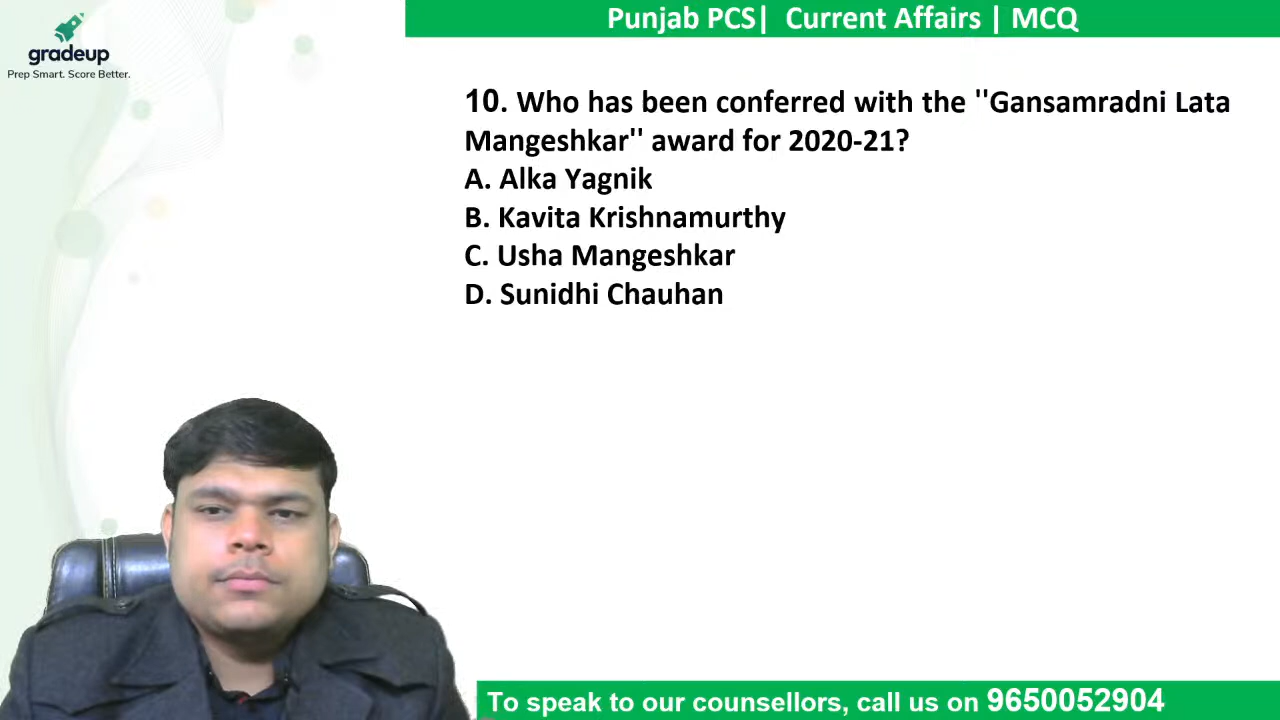 gradeup
Prep Smart. Score Better.
Punjab PCS| Current Affairs | MCQ
10. Who has been conferred with the ''Gansamradni Lata
Mangeshkar'' award for 2020-21?
A. Alka Yagnik
B. Kavita Krishnamurthy
C. Usha Mangeshkar
D. Sunidhi Chauhan
To speak to our counsellors, call us on 9650052904